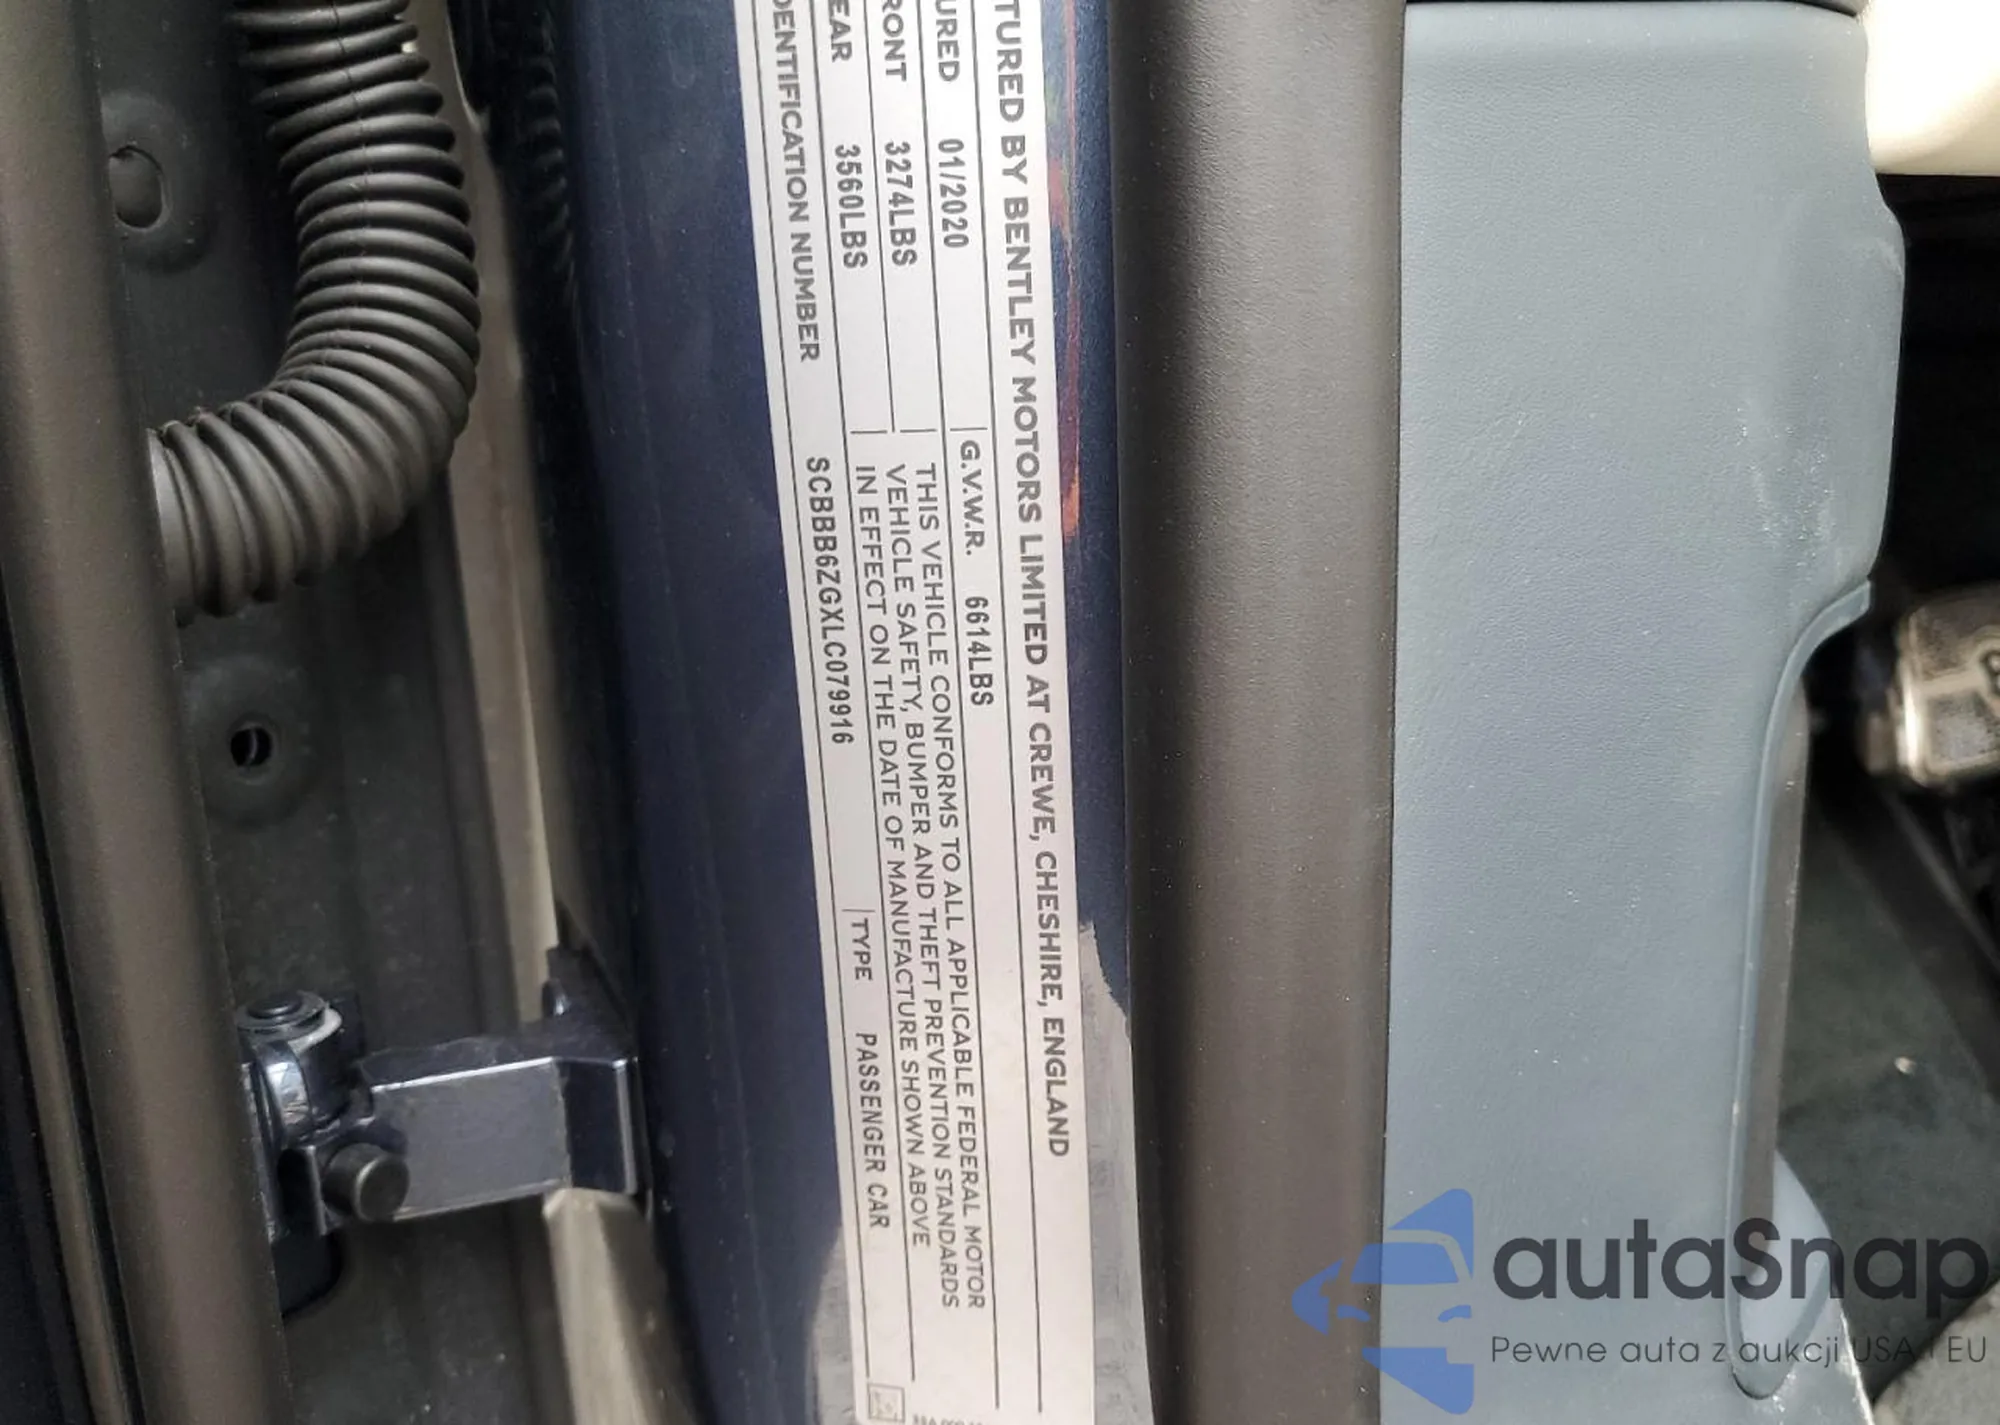 TURED BY BENTLEY MOTORS LIMITED AT CREWE, CHESHIRE, ENGLAND
URED 01/2020 G.V.W.R. 6614LBS
RONT 3274LBS
EAR 3560LBS
THIS VEHICLE CONFORMS TO ALL APPLICABLE FEDERAL MOTOR
VEHICLE SAFETY, BUMPER AND THEFT PREVENTION STANDARDS
IN EFFECT ON THE DATE OF MANUFACTURE SHOWN ABOVE
DENTIFICATION NUMBER SCBBB6ZGXLC079916 TYPE PASSENGER CAR
autaSnap
Pewne auta z aukcji USA i EU